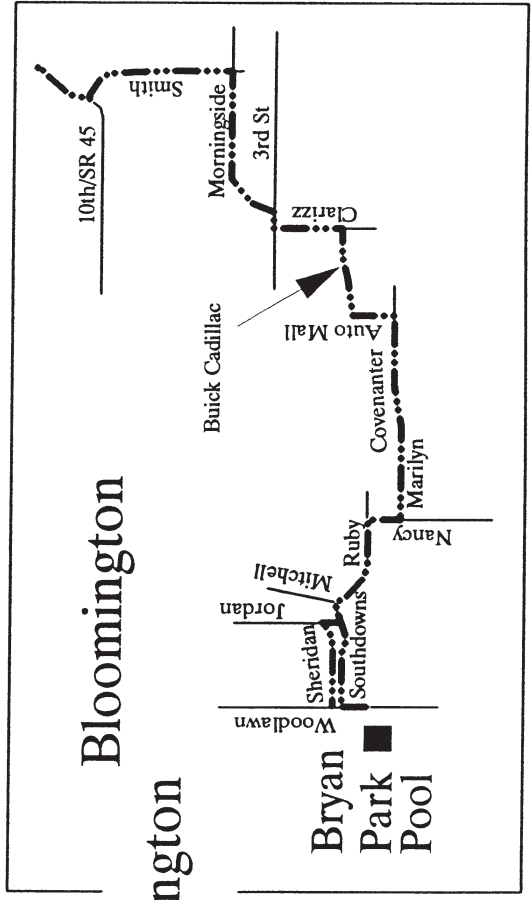 Bloomington
ngton
10th/SR 45
Smith
Morningside
3rd St
Clarizz
Buick Cadillac
Auto Mall
Covenanter
Marilyn
Nancy
Ruby
Mitchell
Jordan
Sheridan
Southdowns
Woodlawn
Bryan
Park
Pool